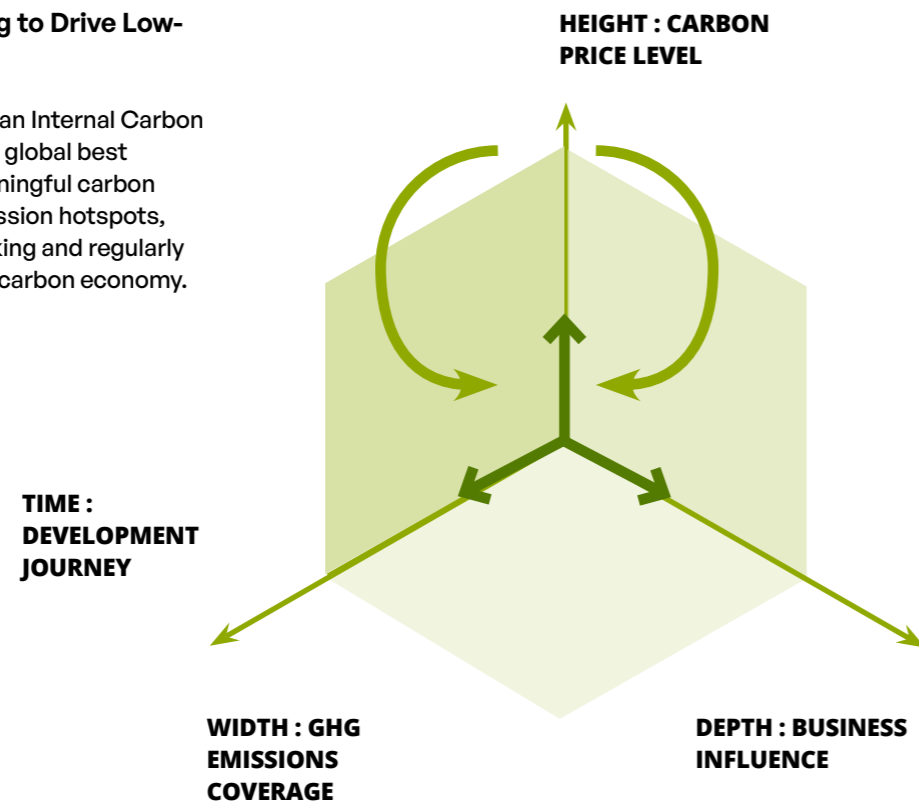 g to Drive Low-
an Internal Carbon
global best
ningful carbon
ssion hotspots,
king and regularly
carbon economy.
HEIGHT : CARBON
PRICE LEVEL
TIME :
DEVELOPMENT
JOURNEY
WIDTH : GHG
EMISSIONS
COVERAGE
DEPTH : BUSINESS
INFLUENCE